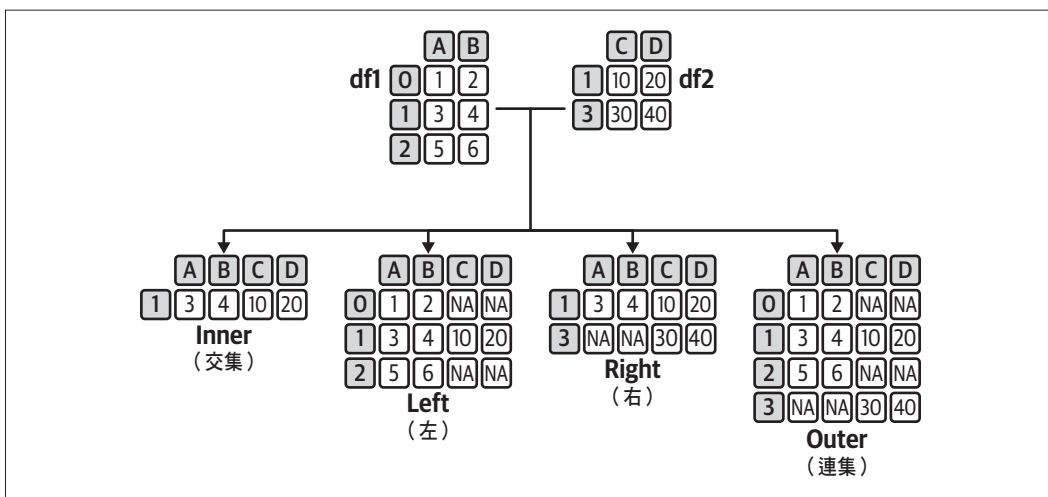 A B C D
df1 0 1 2 1 10 20 df2
1 3 4 3 30 40
2 5 6
A B C D A B C D A B C D A B C D
1 3 4 10 20 0 1 2 NA NA 1 3 4 10 20 0 1 2 NA NA
Inner 1 3 4 10 20 3 NA NA 30 40 1 3 4 10 20
（交集） 2 5 6 NA NA Right 2 5 6 NA NA
Left （右） 3 NA NA 30 40
（左） Outer
（連集）